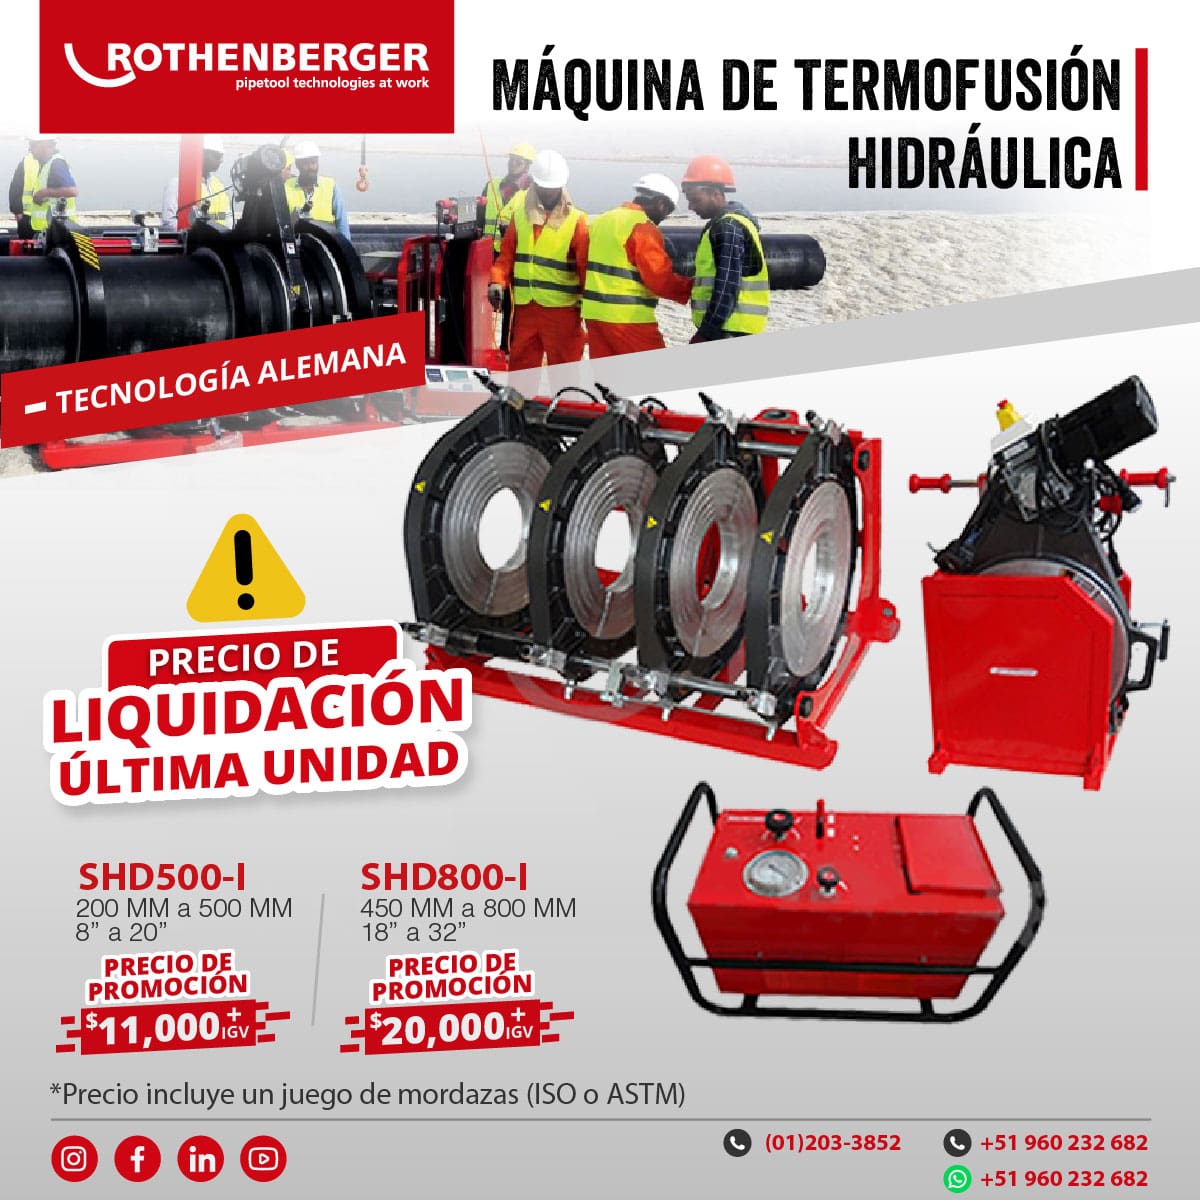 ROTHENBERGER
pipetool technologies at work
MÁQUINA DE TERMOFUSIÓN
HIDRÁULICA
TECNOLOGÍA ALEMANA
PRECIO DE
LIQUIDACIÓN
ÚLTIMA UNIDAD
SHD500-I
200 MM a 500 MM
8” a 20”
PRECIO DE
PROMOCIÓN
$11,000+ IGV
SHD800-I
450 MM a 800 MM
18” a 32”
PRECIO DE
PROMOCIÓN
$20,000+ IGV
*Precio incluye un juego de mordazas (ISO o ASTM)
(01)203-3852
+51 960 232 682
+51 960 232 682